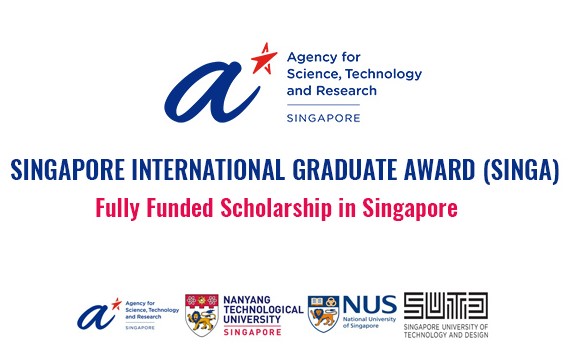 a
Agency for
Science, Technology
and Research
SINGAPORE
SINGAPORE INTERNATIONAL GRADUATE AWARD (SINGA)
Fully Funded Scholarship in Singapore
a
Agency for
Science, Technology
and Research
SINGAPORE
NANYANG
TECHNOLOGICAL
UNIVERSITY
SINGAPORE
NUS
National University
of Singapore
SUTD
SINGAPORE UNIVERSITY OF
TECHNOLOGY AND DESIGN